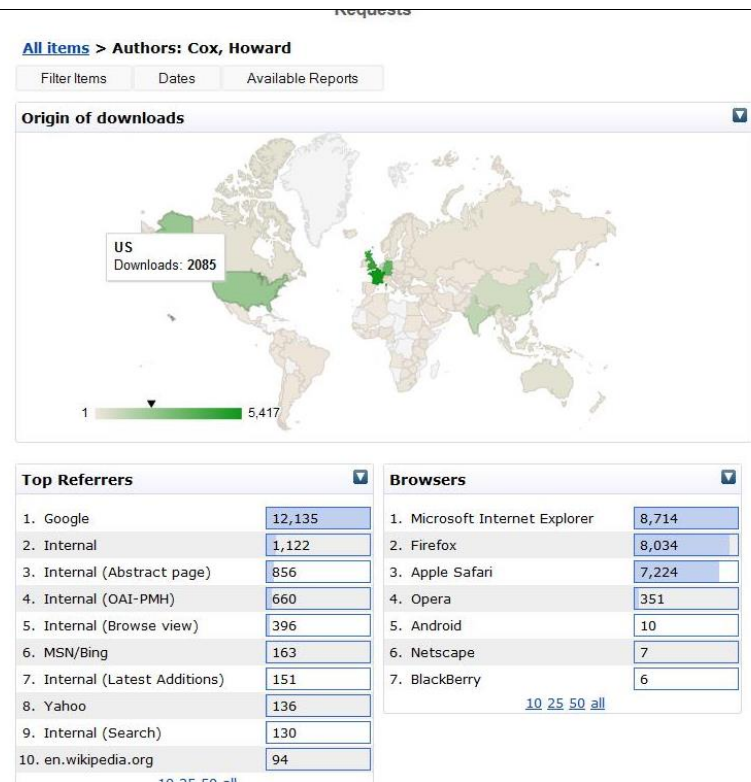 Requests
All items > Authors: Cox, Howard
Filter Items Dates Available Reports
Origin of downloads
US
Downloads: 2085
1 5,417
Top Referrers
1. Google 12,135
2. Internal 1,122
3. Internal (Abstract page) 856
4. Internal (OAI-PMH) 660
5. Internal (Browse view) 396
6. MSN/Bing 163
7. Internal (Latest Additions) 151
8. Yahoo 136
9. Internal (Search) 130
10. en.wikipedia.org 94
10 25 50 all
Browsers
1. Microsoft Internet Explorer 8,714
2. Firefox 8,034
3. Apple Safari 7,224
4. Opera 351
5. Android 10
6. Netscape 7
7. BlackBerry 6
10 25 50 all